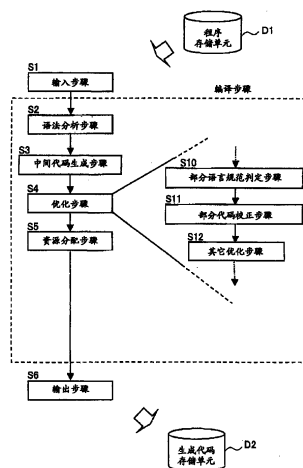 程序
存储单元
D1
S1
输入步骤
编译步骤
S2
语法分析步骤
S3
中间代码生成步骤
S4
优化步骤
S5
资源分配步骤
S10
部分语言规范判定步骤
S11
部分代码校正步骤
S12
其它优化步骤
S6
输出步骤
生成代码
存储单元
D2